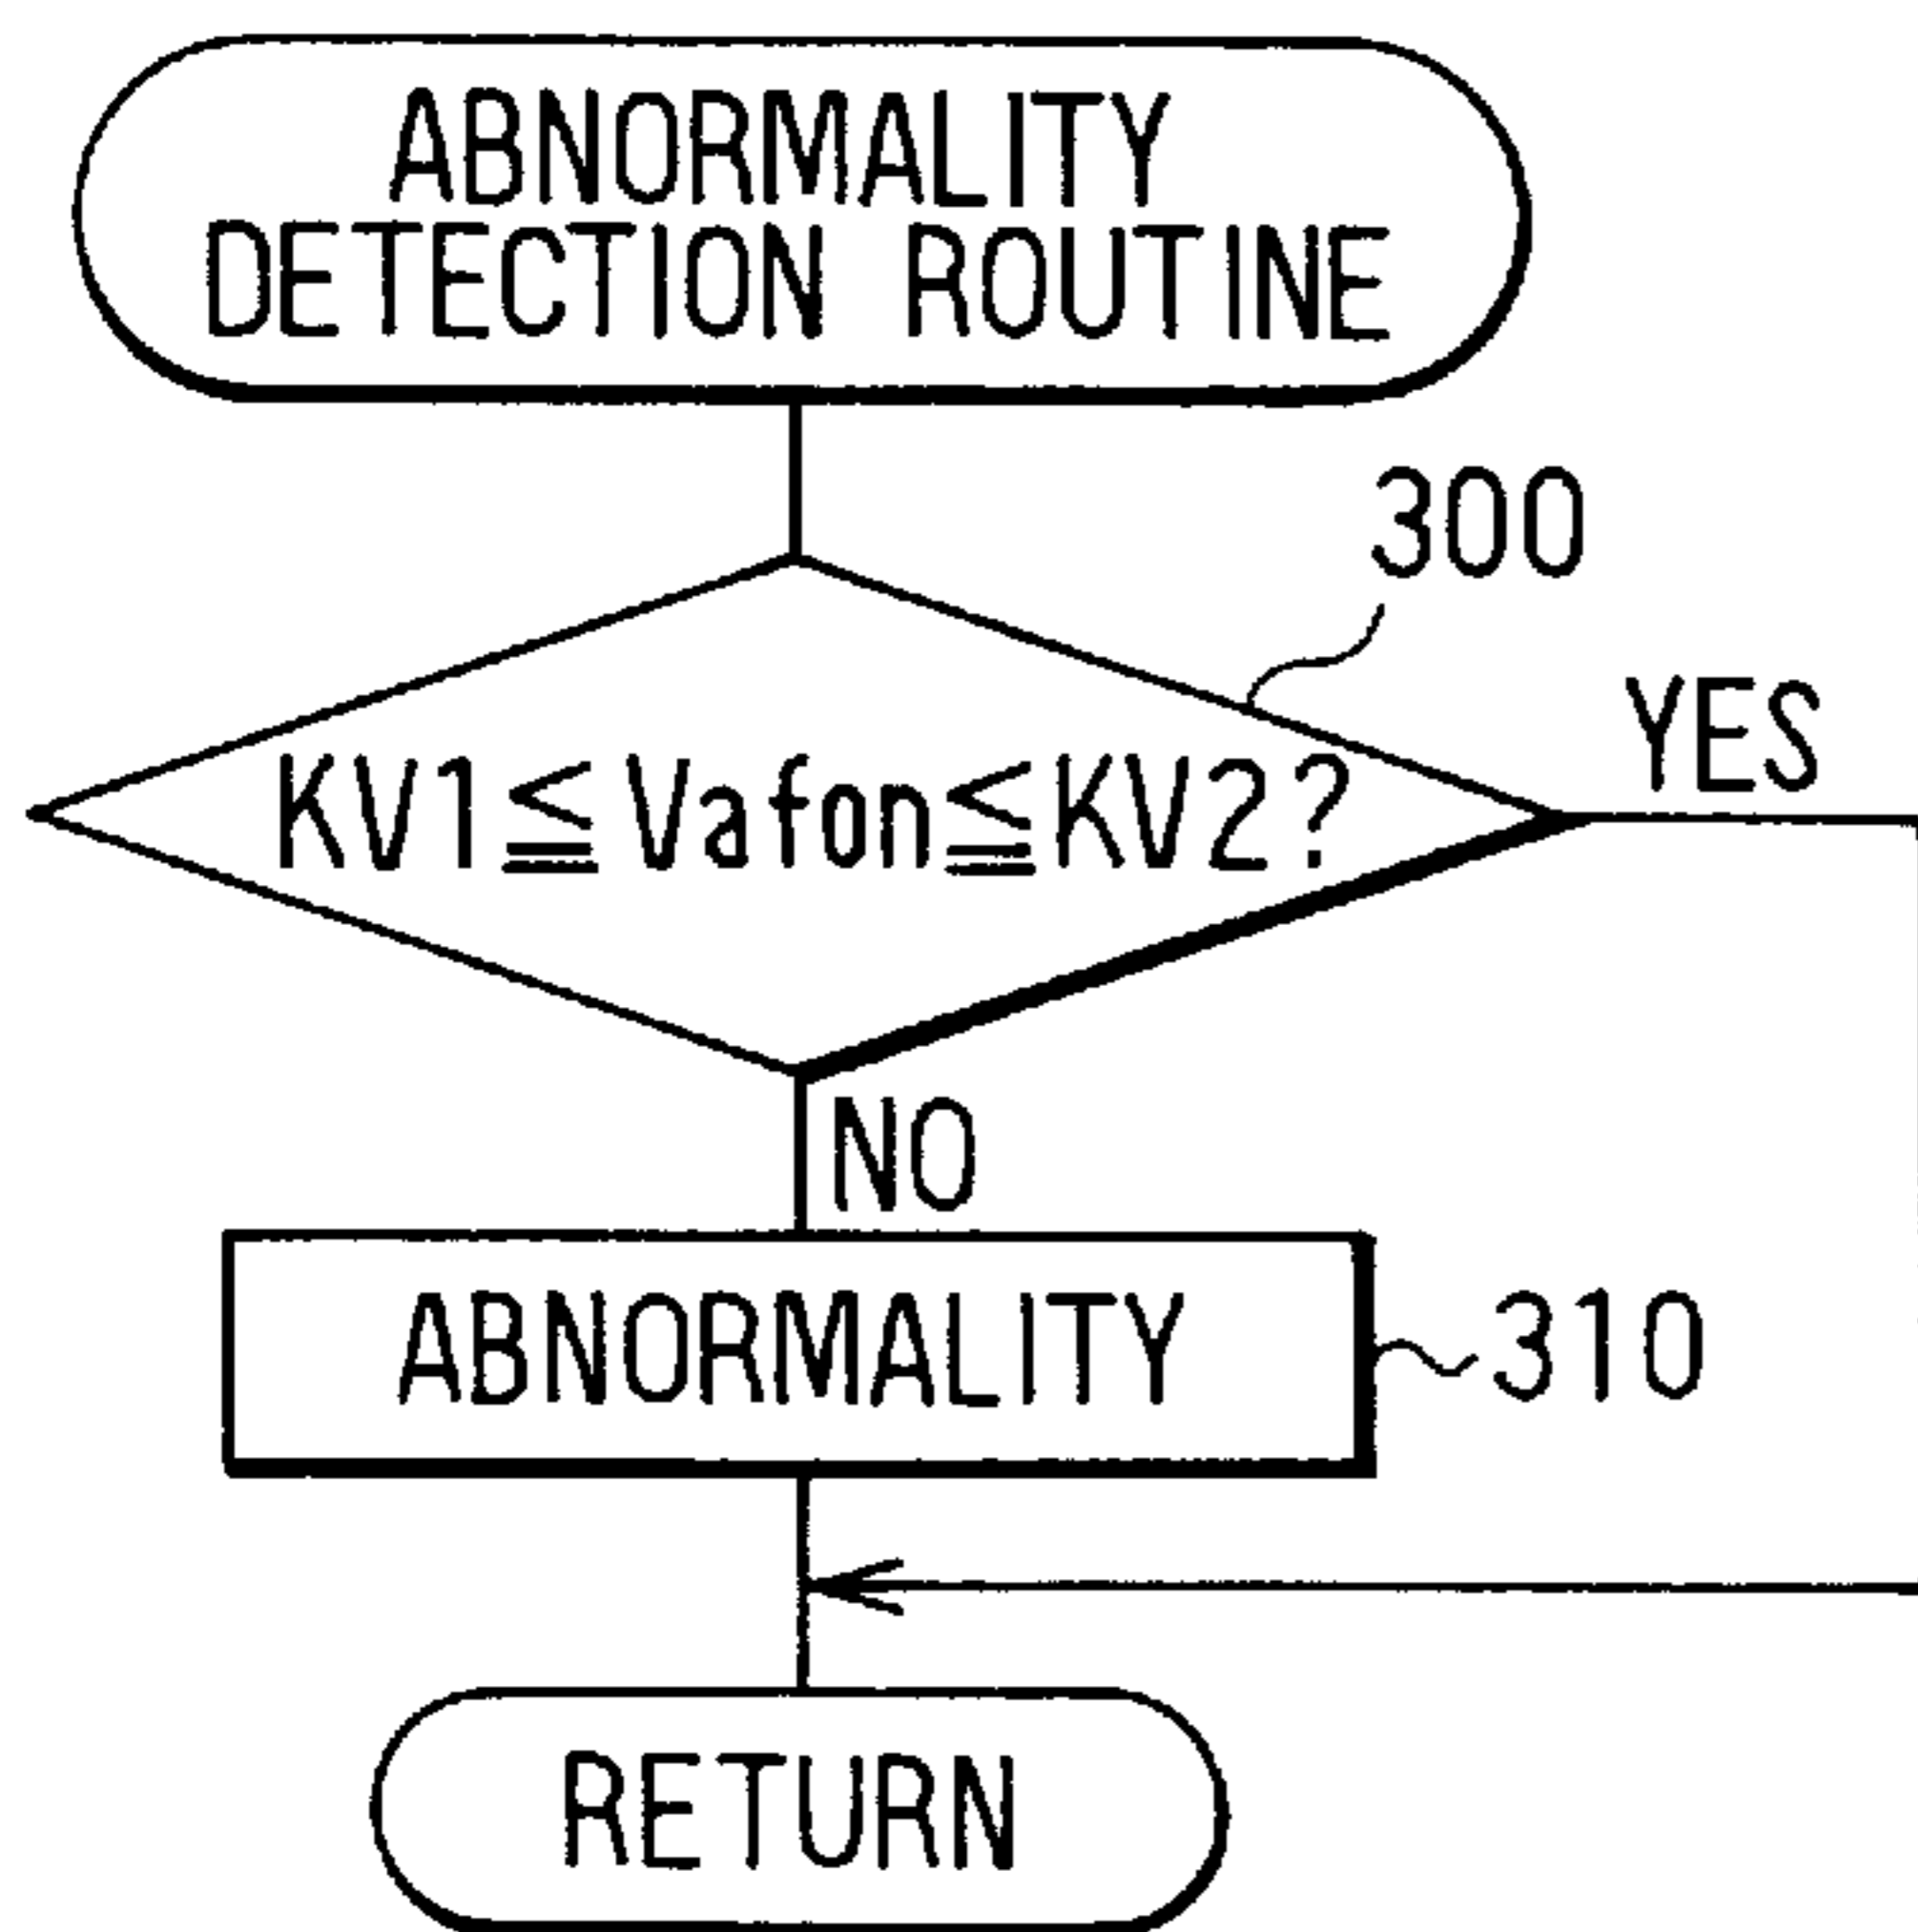 ABNORMALITY
DETECTION ROUTINE
300
YES
KV1≦Vafon≦KV2?
NO
ABNORMALITY
310
RETURN